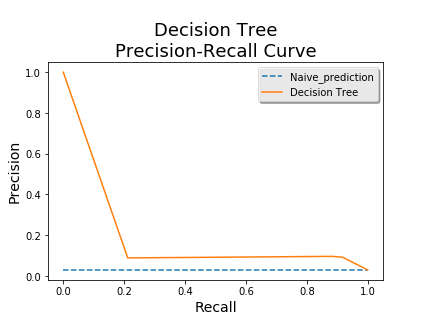 Decision Tree
Precision-Recall Curve
Naive_prediction
Decision Tree
Precision
1.0
0.8
0.6
0.4
0.2
0.0
0.0 0.2 0.4 0.6 0.8 1.0
Recall